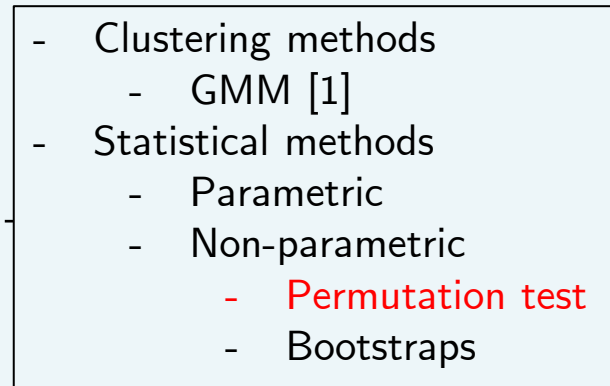 - Clustering methods
- GMM [1]
- Statistical methods
- Parametric
- Non-parametric
- Permutation test
- Bootstraps